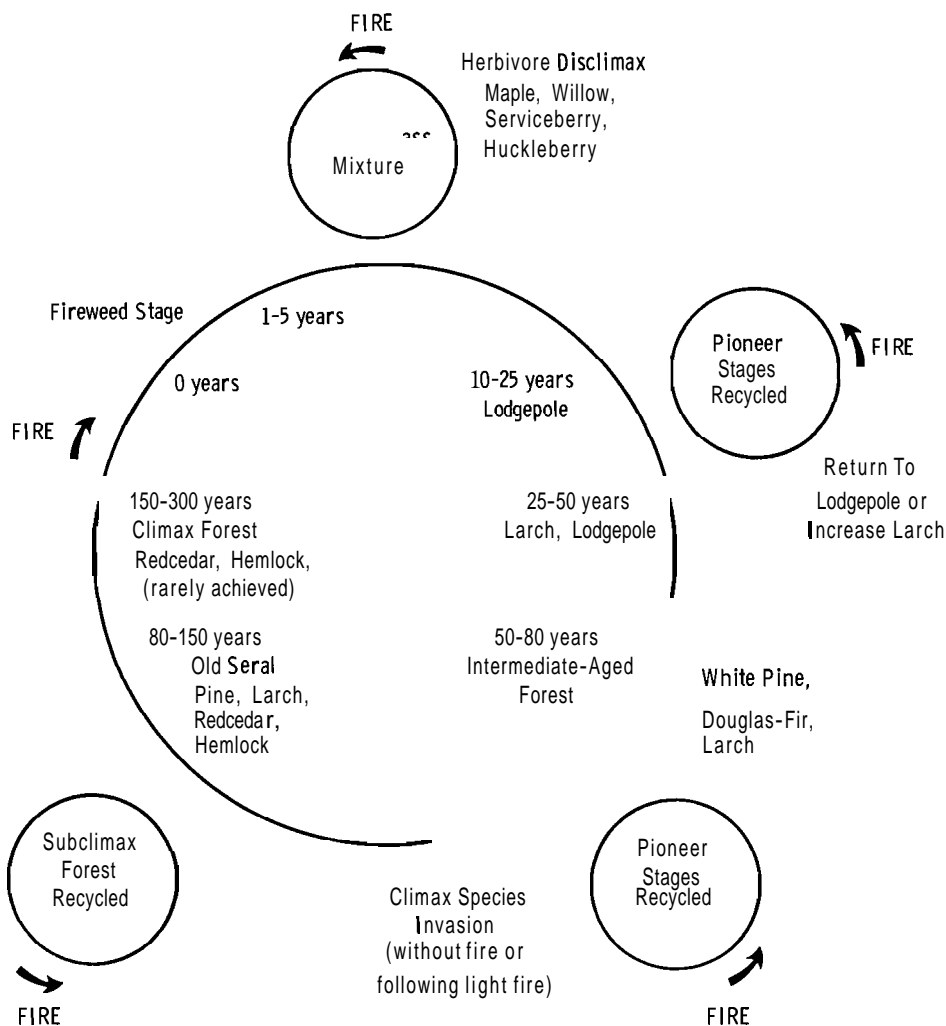 FIRE
Herbivore Disclimax
Maple, Willow,
Serviceberry,
Huckleberry
Mixture
Fireweed Stage
1-5 years
0 years
10-25 years
Lodgepole
Pioneer
Stages
Recycled
FIRE
FIRE
Return To
Lodgepole or
Increase Larch
150-300 years
Climax Forest
Redcedar, Hemlock,
(rarely achieved)
25-50 years
Larch, Lodgepole
80-150 years
Old Seral
Pine, Larch,
Redcedar,
Hemlock
50-80 years
Intermediate-Aged
Forest
White Pine,
Douglas-Fir,
Larch
Subclimax
Forest
Recycled
Pioneer
Stages
Recycled
Climax Species
Invasion
(without fire or
following light fire)
FIRE
FIRE